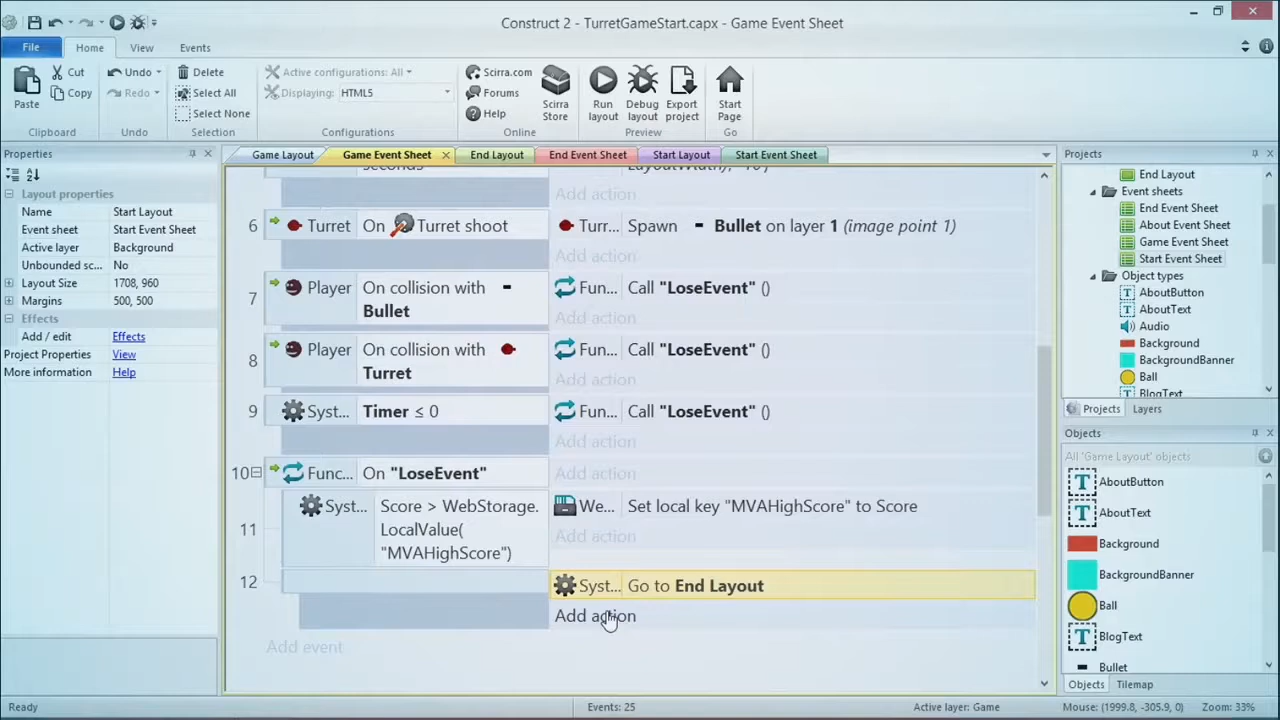 Construct 2 - TurretGameStart.capx - Game Event Sheet
File Home View Events
Paste Cut Copy
Undo Redo
Delete Select All Select None
Active configurations: All
Displaying: HTML5
Scirra.com Forums Help
Scirra Store
Run layout Debug layout Export project Start Page
Clipboard Undo Selection Configurations Online Preview Go
Properties
Layout properties
Name Start Layout
Event sheet Start Event Sheet
Active layer Background
Unbounded sc... No
Layout Size 1708, 960
Margins 500, 500
Effects
Add / edit Effects
Project Properties View
More information Help
Game Layout Game Event Sheet End Layout End Event Sheet Start Layout Start Event Sheet
Add action
6 Turret On Turret shoot Turr... Spawn Bullet on layer 1 (image point 1)
Add action
7 Player On collision with Bullet Fun... Call "LoseEvent" ()
Add action
8 Player On collision with Turret Fun... Call "LoseEvent" ()
Add action
9 Syst... Timer ≤ 0 Fun... Call "LoseEvent" ()
Add action
10 Func... On "LoseEvent" Add action
11 Syst... Score > WebStorage.
LocalValue(
"MVAHighScore") We... Set local key "MVAHighScore" to Score
Add action
12 Syst... Go to End Layout
Add action
Add event
Projects
End Layout
Event sheets
End Event Sheet
About Event Sheet
Game Event Sheet
Start Event Sheet
Object types
AboutButton
AboutText
Audio
Background
BackgroundBanner
Ball
BlogText
Projects Layers
Objects
All 'Game Layout' objects
AboutButton
AboutText
Background
BackgroundBanner
Ball
BlogText
Bullet
Objects Tilemap
Ready Events: 25 Active layer: Game Mouse: (1999.8, -305.9, 0) Zoom: 33%